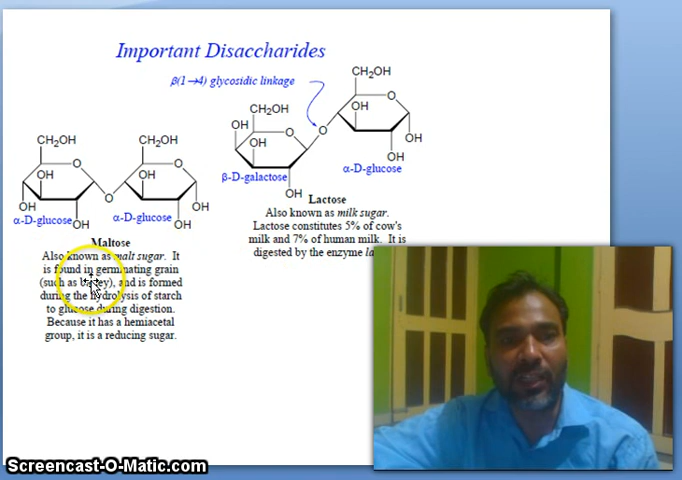 Important Disaccharides
β(1→4) glycosidic linkage
CH2OH
O
OH
OH
OH
CH2OH
OH
O
OH
OH
O
β-D-galactose
α-D-glucose
CH2OH
O
OH
OH
OH
α-D-glucose
O
CH2OH
O
OH
OH
OH
α-D-glucose
Lactose
Also known as milk sugar.
Lactose constitutes 5% of cow's
milk and 7% of human milk. It is
digested by the enzyme
Maltose
Also known as malt sugar. It
is found in germinating grain
(such as barley), and is formed
during the hydrolysis of starch
to glucose during digestion.
Because it has a hemiacetal
group, it is a reducing sugar.
Screencast-O-Matic.com